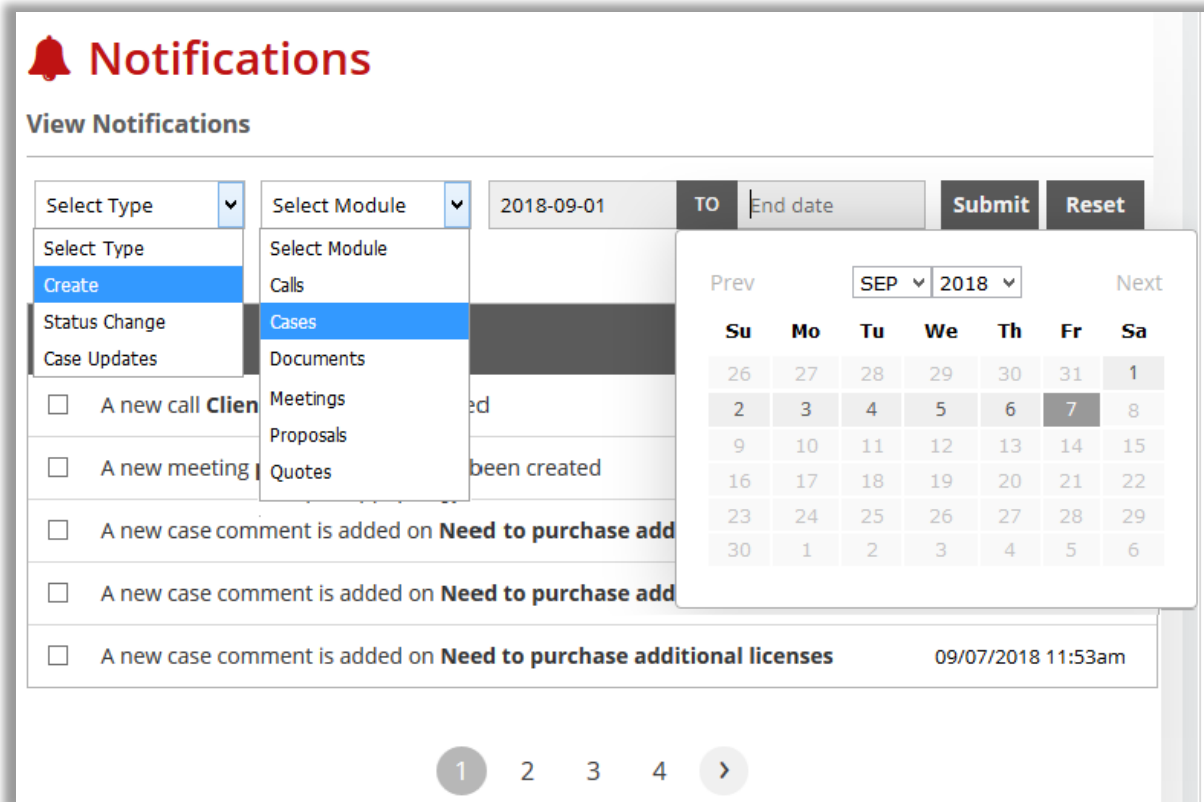 Notifications
View Notifications
Select Type Select Module 2018-09-01 TO End date Submit Reset
Select Type
Create
Status Change
Case Updates
Select Module
Calls
Cases
Documents
Meetings
Proposals
Quotes
Prev SEP 2018 Next
Su Mo Tu We Th Fr Sa
26 27 28 29 30 31 1
2 3 4 5 6 7 8
9 10 11 12 13 14 15
16 17 18 19 20 21 22
23 24 25 26 27 28 29
30 1 2 3 4 5 6
A new call Clien ed
A new meeting been created
A new case comment is added on Need to purchase add
A new case comment is added on Need to purchase add
A new case comment is added on Need to purchase additional licenses 09/07/2018 11:53am
1 2 3 4 >